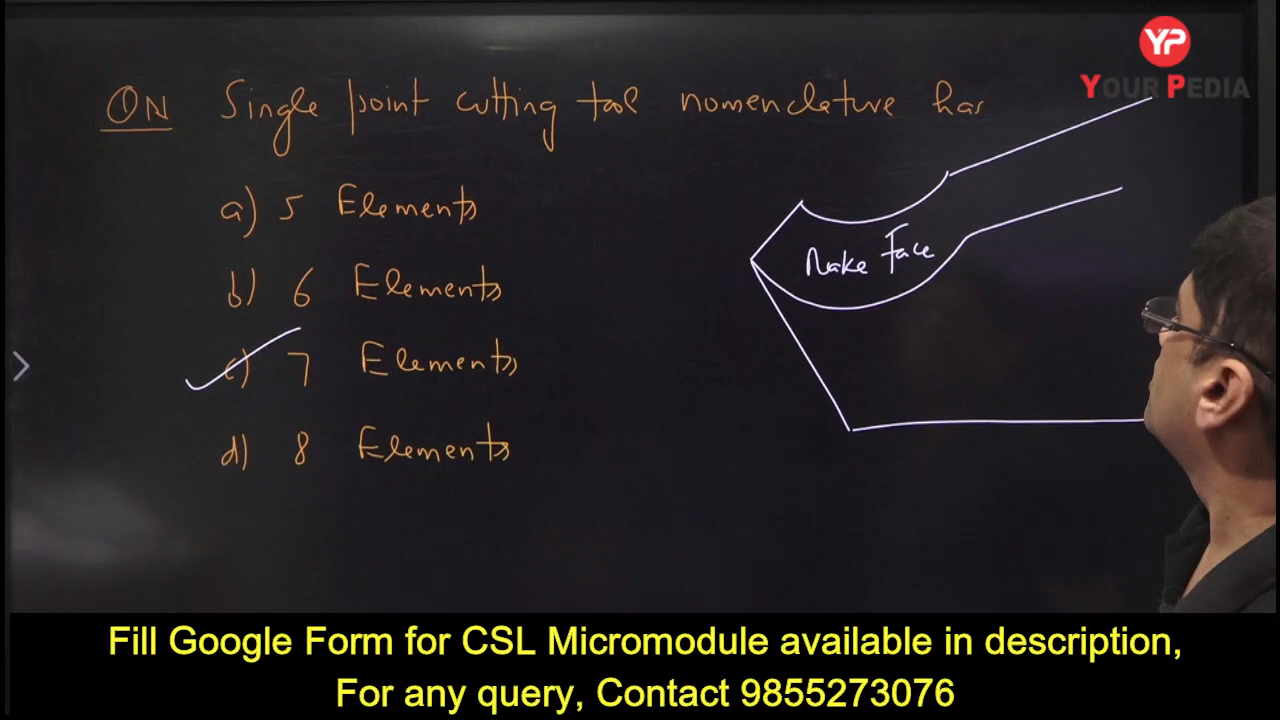 YP
YOUR PEDIA
QN Single point cutting tool nomenclature has
a) 5 Elements
b) 6 Elements
c) 7 Elements
d) 8 Elements
Rake Face
Fill Google Form for CSL Micromodule available in description,
For any query, Contact 9855273076